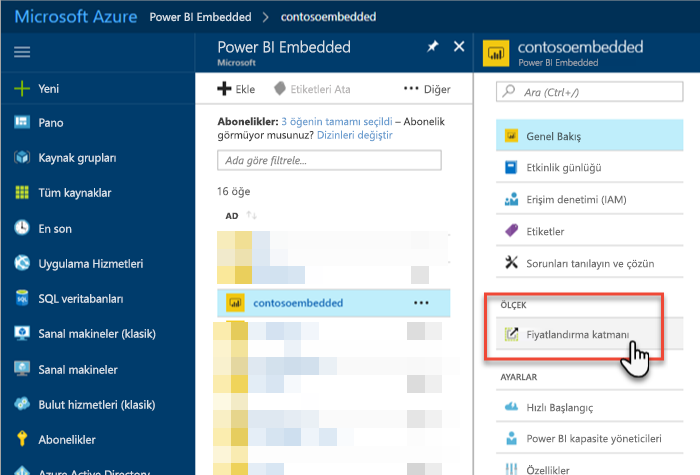 Microsoft Azure Power BI Embedded > contosoembedded
Yeni
Pano
Kaynak grupları
Tüm kaynaklar
En son
Uygulama Hizmetleri
SQL veritabanları
Sanal makineler (klasik)
Sanal makineler
Bulut hizmetleri (klasik)
Abonelikler
Azure Active Directory
Power BI Embedded
Microsoft
Ekle
Etiketleri Ata
Diğer
Abonelikler: 3 öğenin tamamı seçildi – Abonelik
görmüyor musunuz? Dizinleri değiştir
Ada göre filtrele...
16 öğe
AD
contosoembedded
contosoembedded
Power BI Embedded
Ara (Ctrl+/)
Genel Bakış
Etkinlik günlüğü
Erişim denetimi (IAM)
Etiketler
Sorunları tanılayın ve çözün
ÖLÇEK
Fiyatlandırma katmanı
AYARLAR
Hızlı Başlangıç
Power BI kapasite yöneticileri
Özellikler